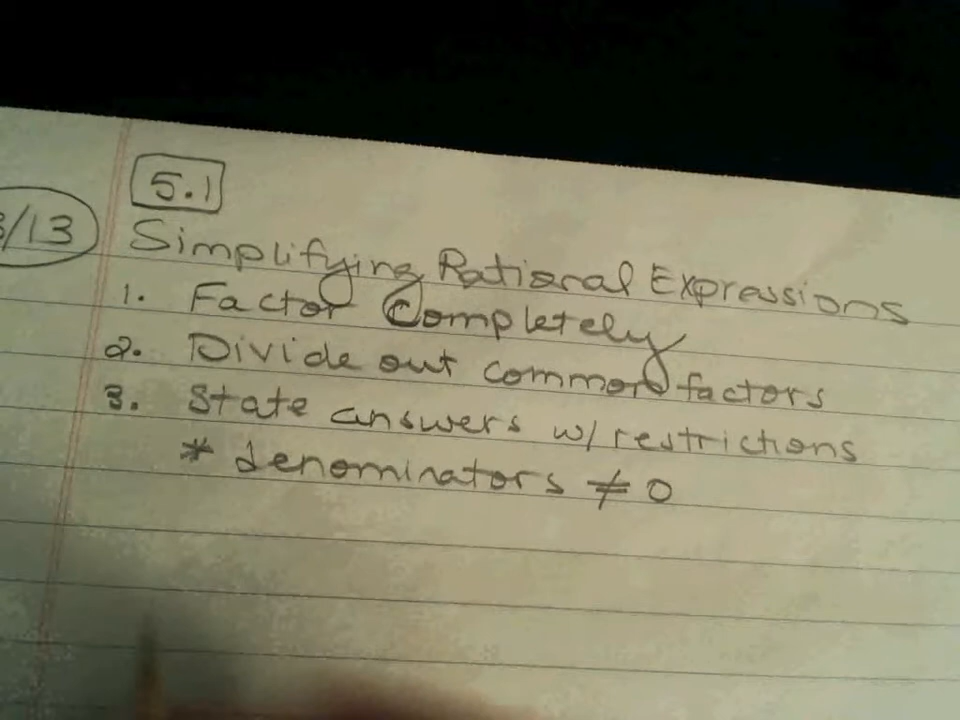 5.1
/13
Simplifying Rational Expressions
1. Factor Completely
2. Divide out common factors
3. State answers w/ restrictions
* denominators ≠ 0